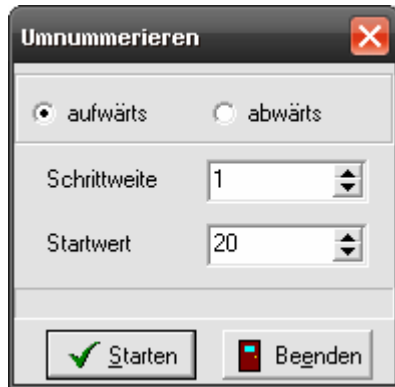 Umnummerieren
aufwärts abwärts
Schrittweite 1
Startwert 20
Starten Beenden